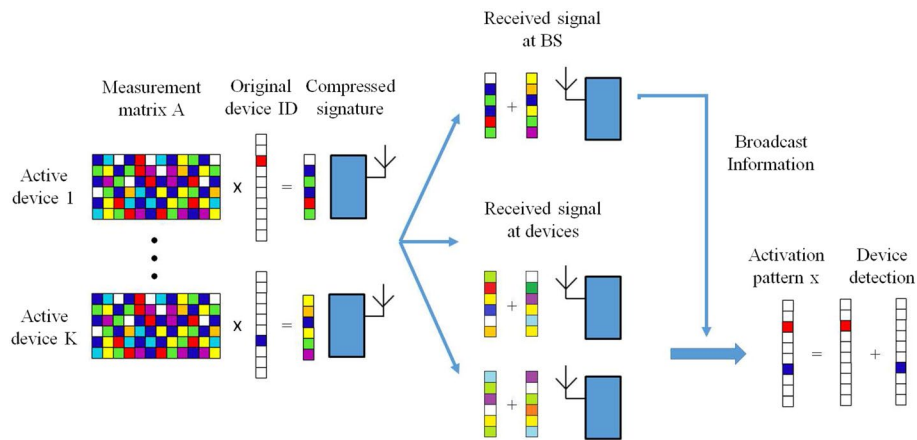 Received signal
at BS
Measurement
matrix A
Original
device ID
Compressed
signature
Active
device 1
x
=
+
+
Broadcast
Information
Received signal
at devices
+
+
Activation
pattern x
Device
detection
=
+
Active
device K
x
=